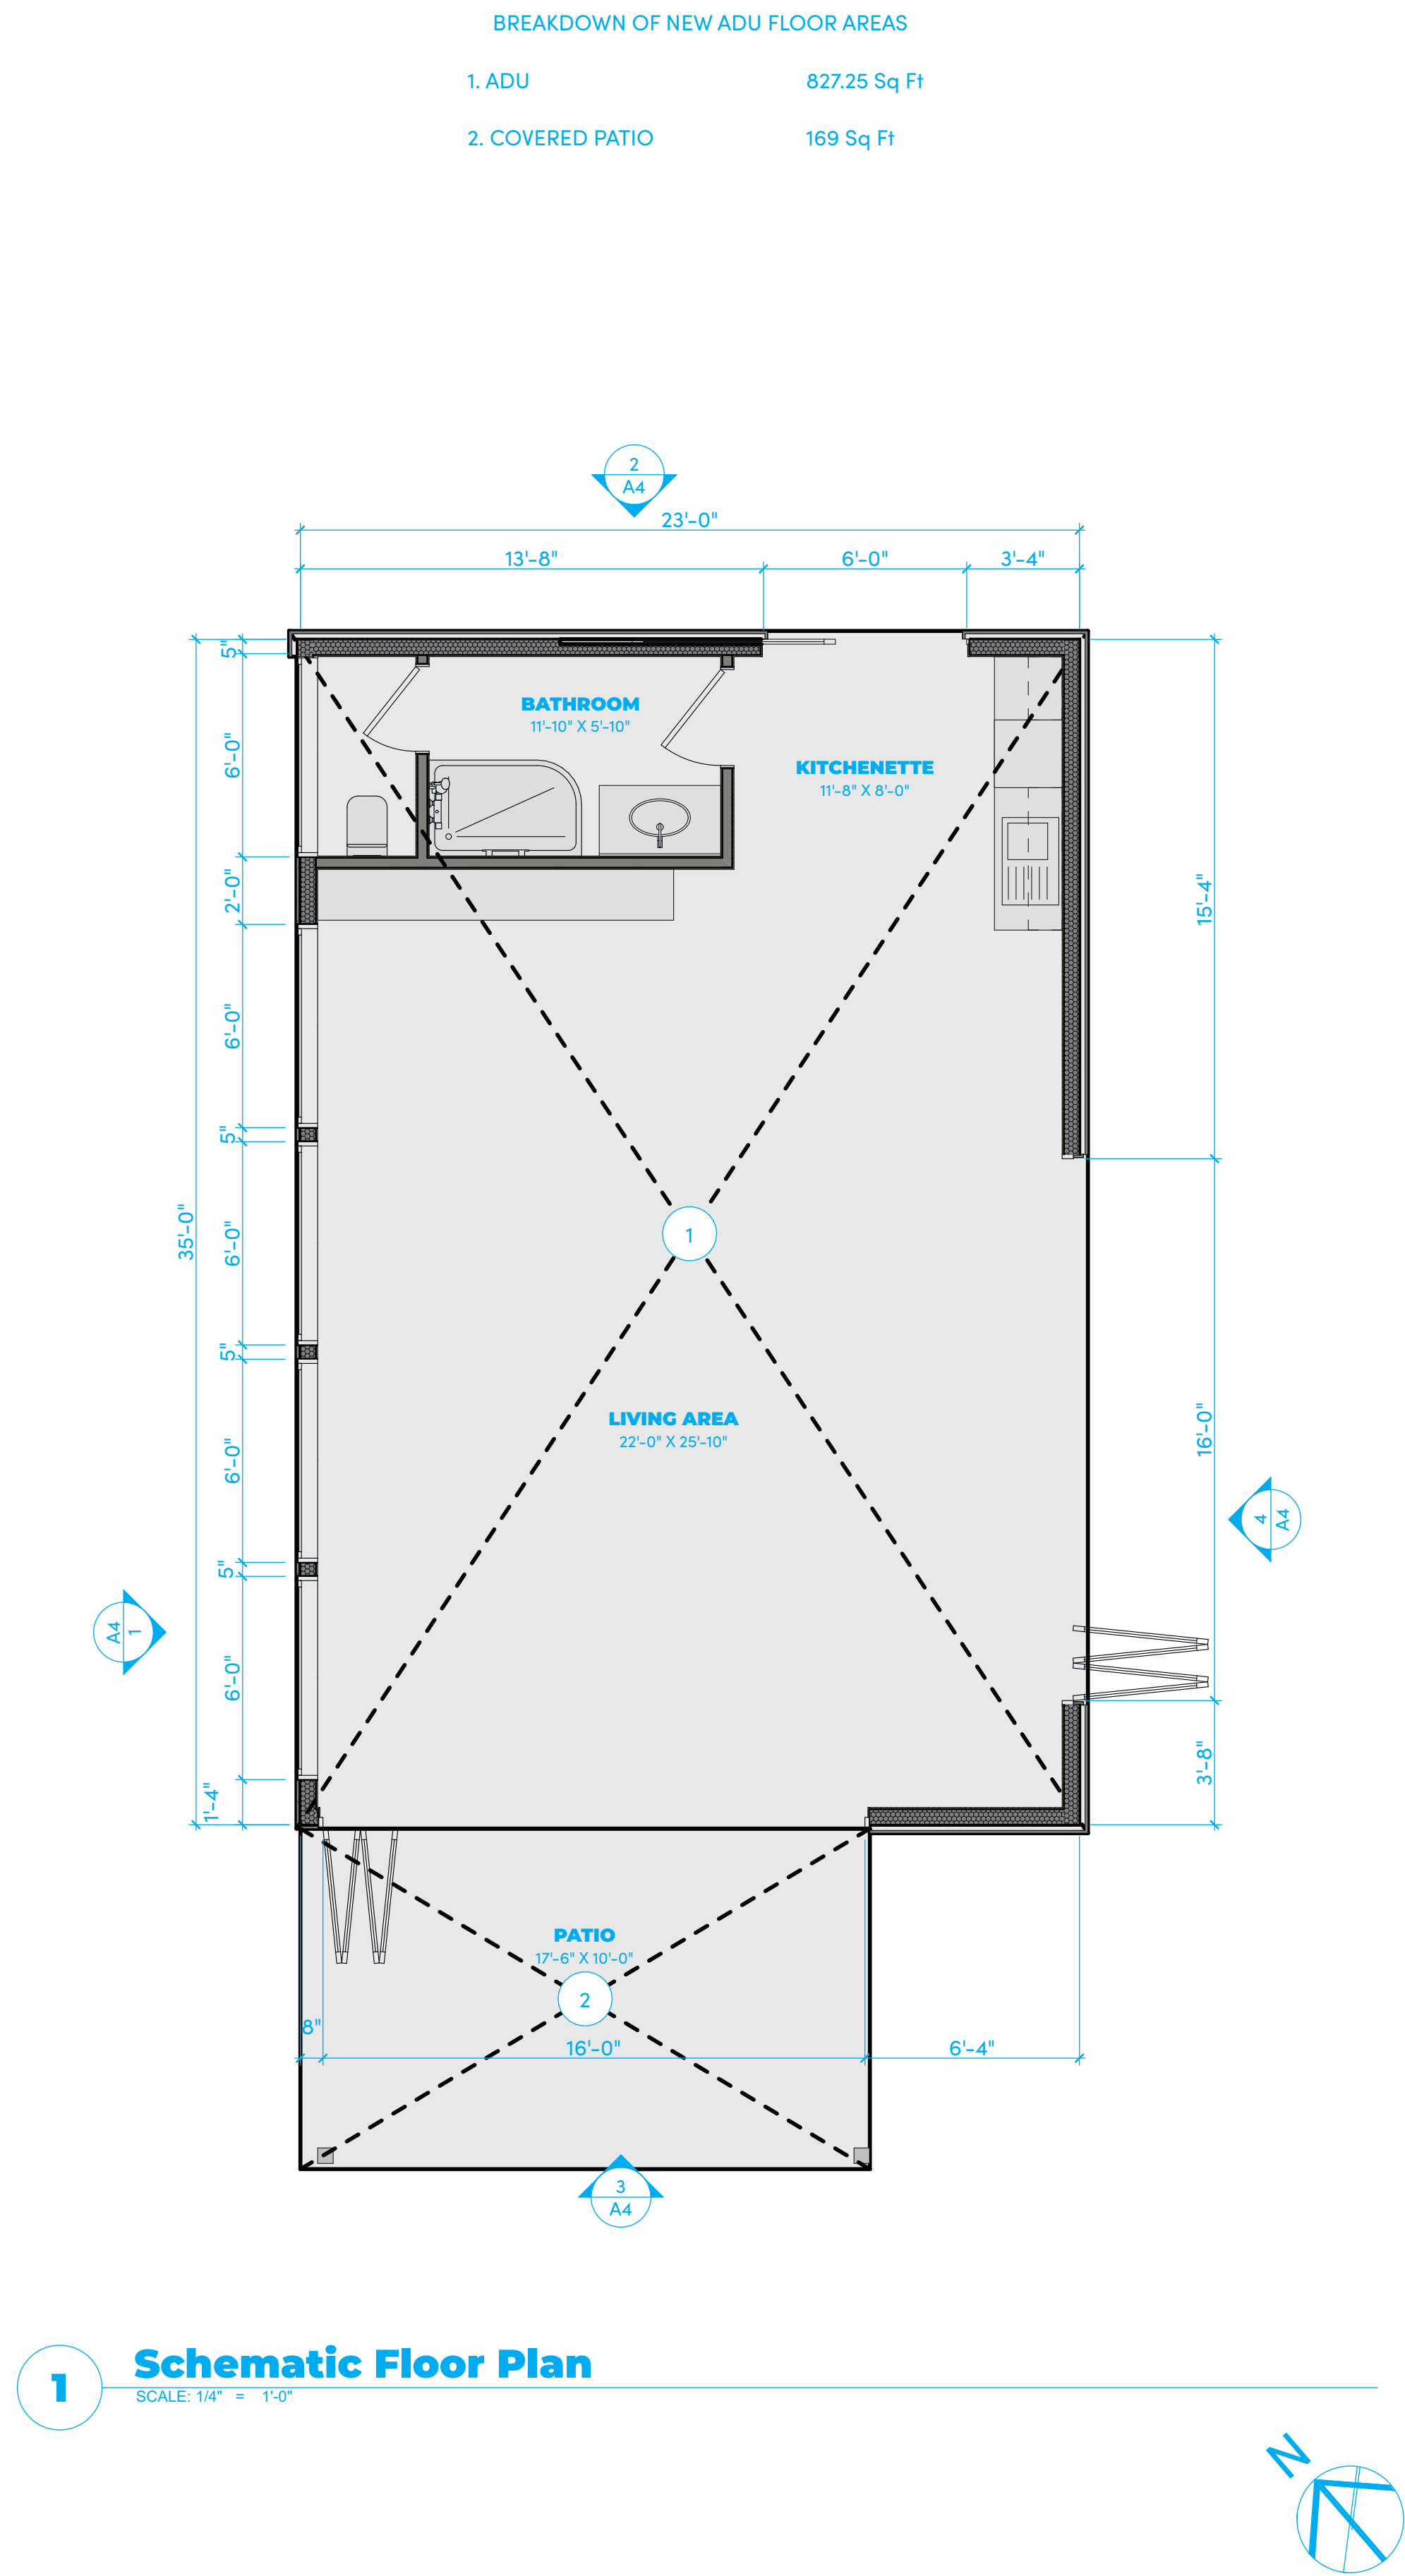 BREAKDOWN OF NEW ADU FLOOR AREAS
1. ADU 827.25 Sq Ft
2. COVERED PATIO 169 Sq Ft
2
A4
23'-0"
13'-8" 6'-0" 3'-4"
5"
6'-0"
2'-0"
6'-0"
5"
6'-0"
5"
6'-0"
5"
6'-0"
1'-4"
35'-0"
BATHROOM
11'-10" X 5'-10"
KITCHENETTE
11'-8" X 8'-0"
15'-4"
16'-0"
3'-8"
1
LIVING AREA
22'-0" X 25'-10"
4
A4
A4
1
PATIO
17'-6" X 10'-0"
2
8" 16'-0" 6'-4"
3
A4
1 Schematic Floor Plan
SCALE: 1/4" = 1'-0"
N